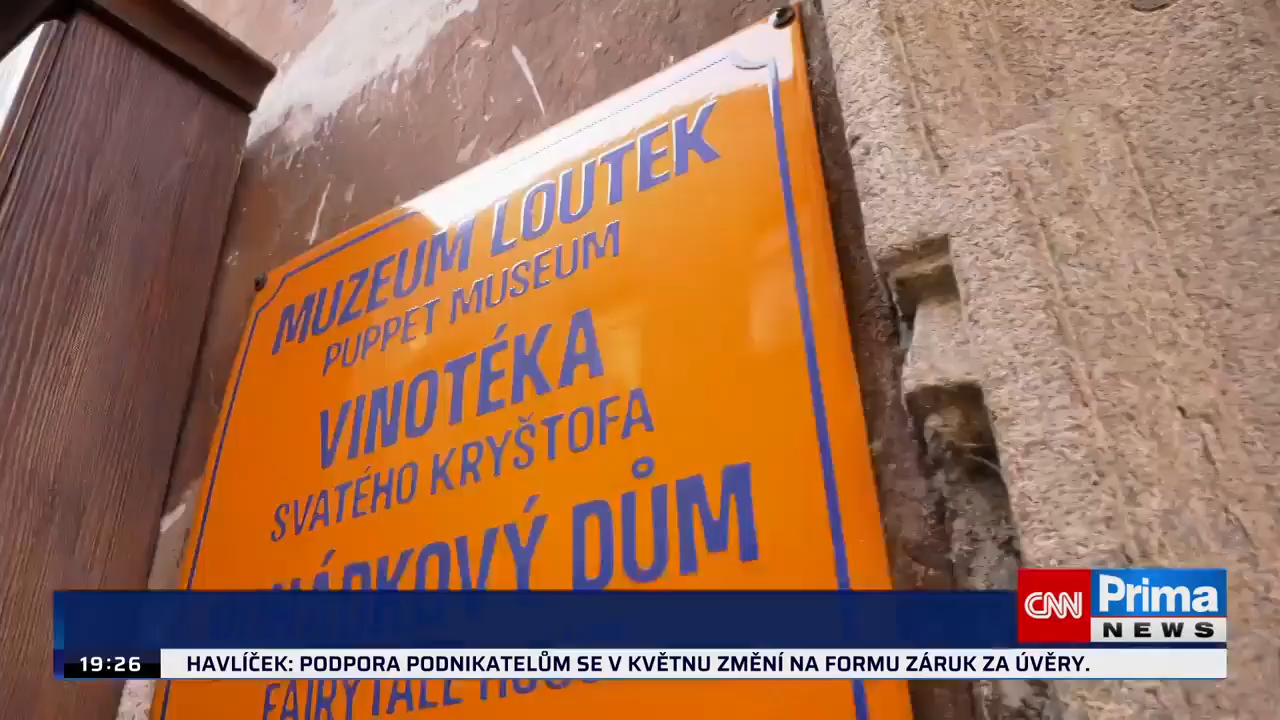 MUZEUM LOUTEK
PUPPET MUSEUM
VINOTÉKA
SVATÉHO KRYŠTOFA
DŮM
FAIRYTALE
CNN Prima
NEWS
19:26
HAVLÍČEK: PODPORA PODNIKATELŮM SE V KVĚTNU ZMĚNÍ NA FORMU ZÁRUK ZA ÚVĚRY.